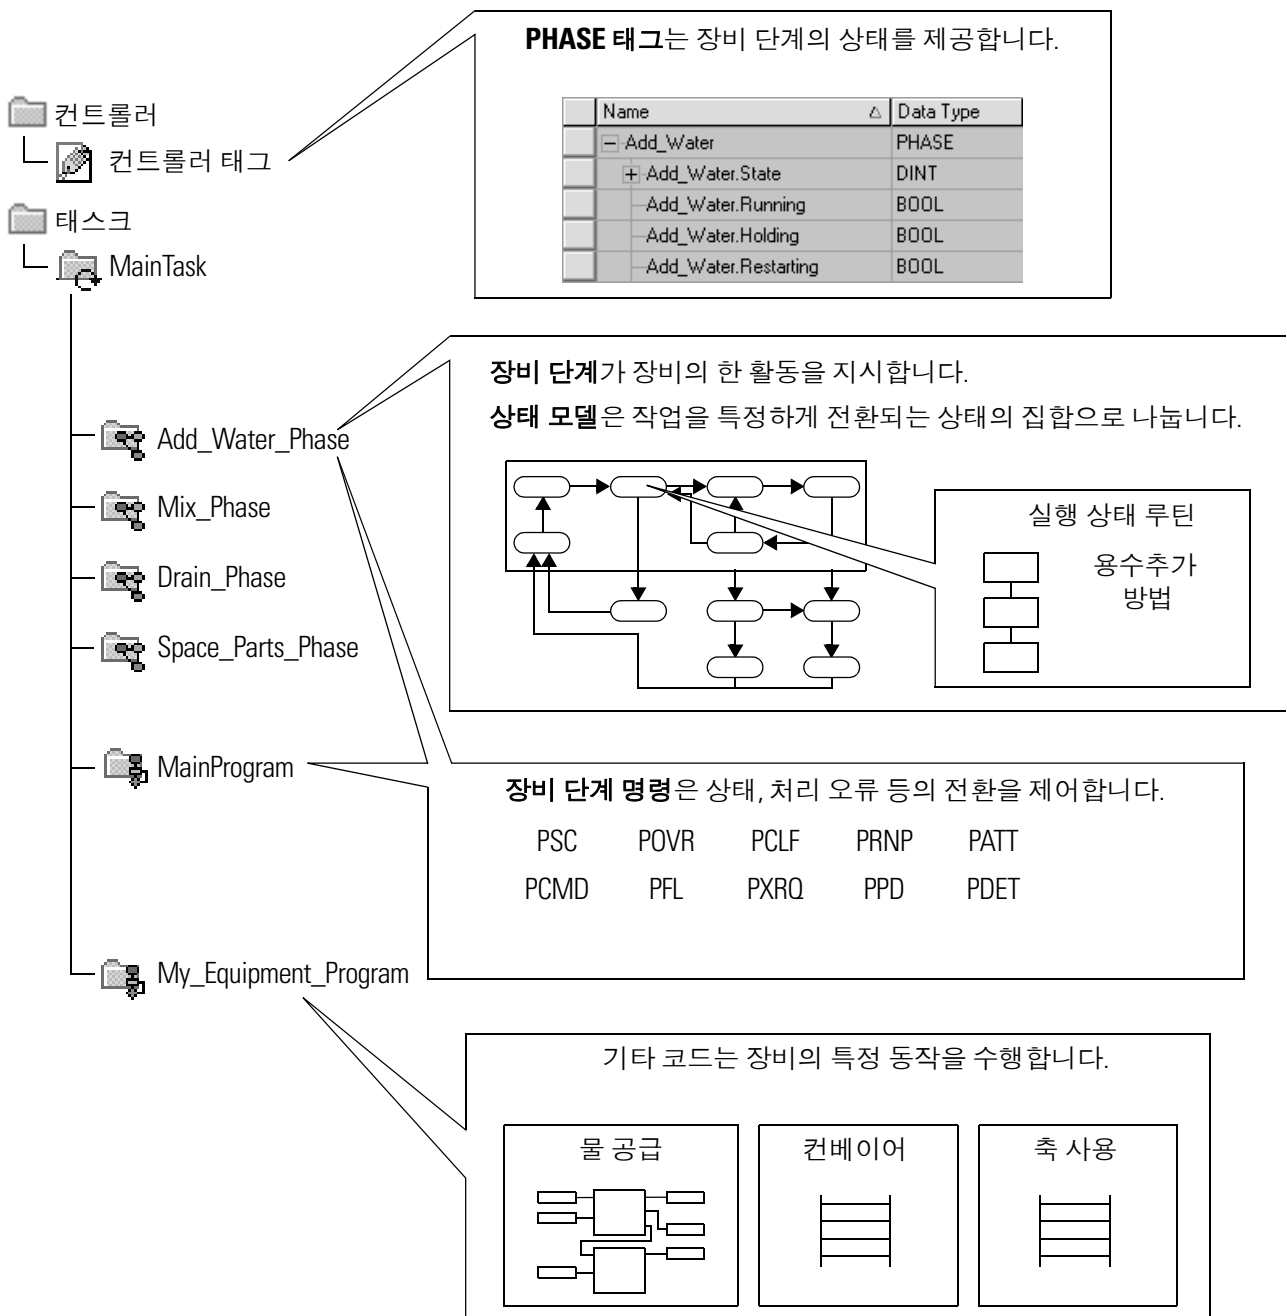 PHASE 태그는 장비 단계의 상태를 제공합니다.
컨트롤러
컨트롤러 태그
태스크
MainTask
Name Data Type
Add_Water PHASE
Add_Water.State DINT
Add_Water.Running BOOL
Add_Water.Holding BOOL
Add_Water.Restarting BOOL
장비 단계가 장비의 한 활동을 지시합니다.
상태 모델은 작업을 특정하게 전환되는 상태의 집합으로 나눕니다.
Add_Water_Phase
Mix_Phase
Drain_Phase
Space_Parts_Phase
실행 상태 루틴
용수추가
방법
MainProgram
장비 단계 명령은 상태, 처리 오류 등의 전환을 제어합니다.
PSC POVR PCLF PRNP PATT
PCMD PFL PXRQ PPD PDET
My_Equipment_Program
기타 코드는 장비의 특정 동작을 수행합니다.
물 공급
컨베이어
축 사용